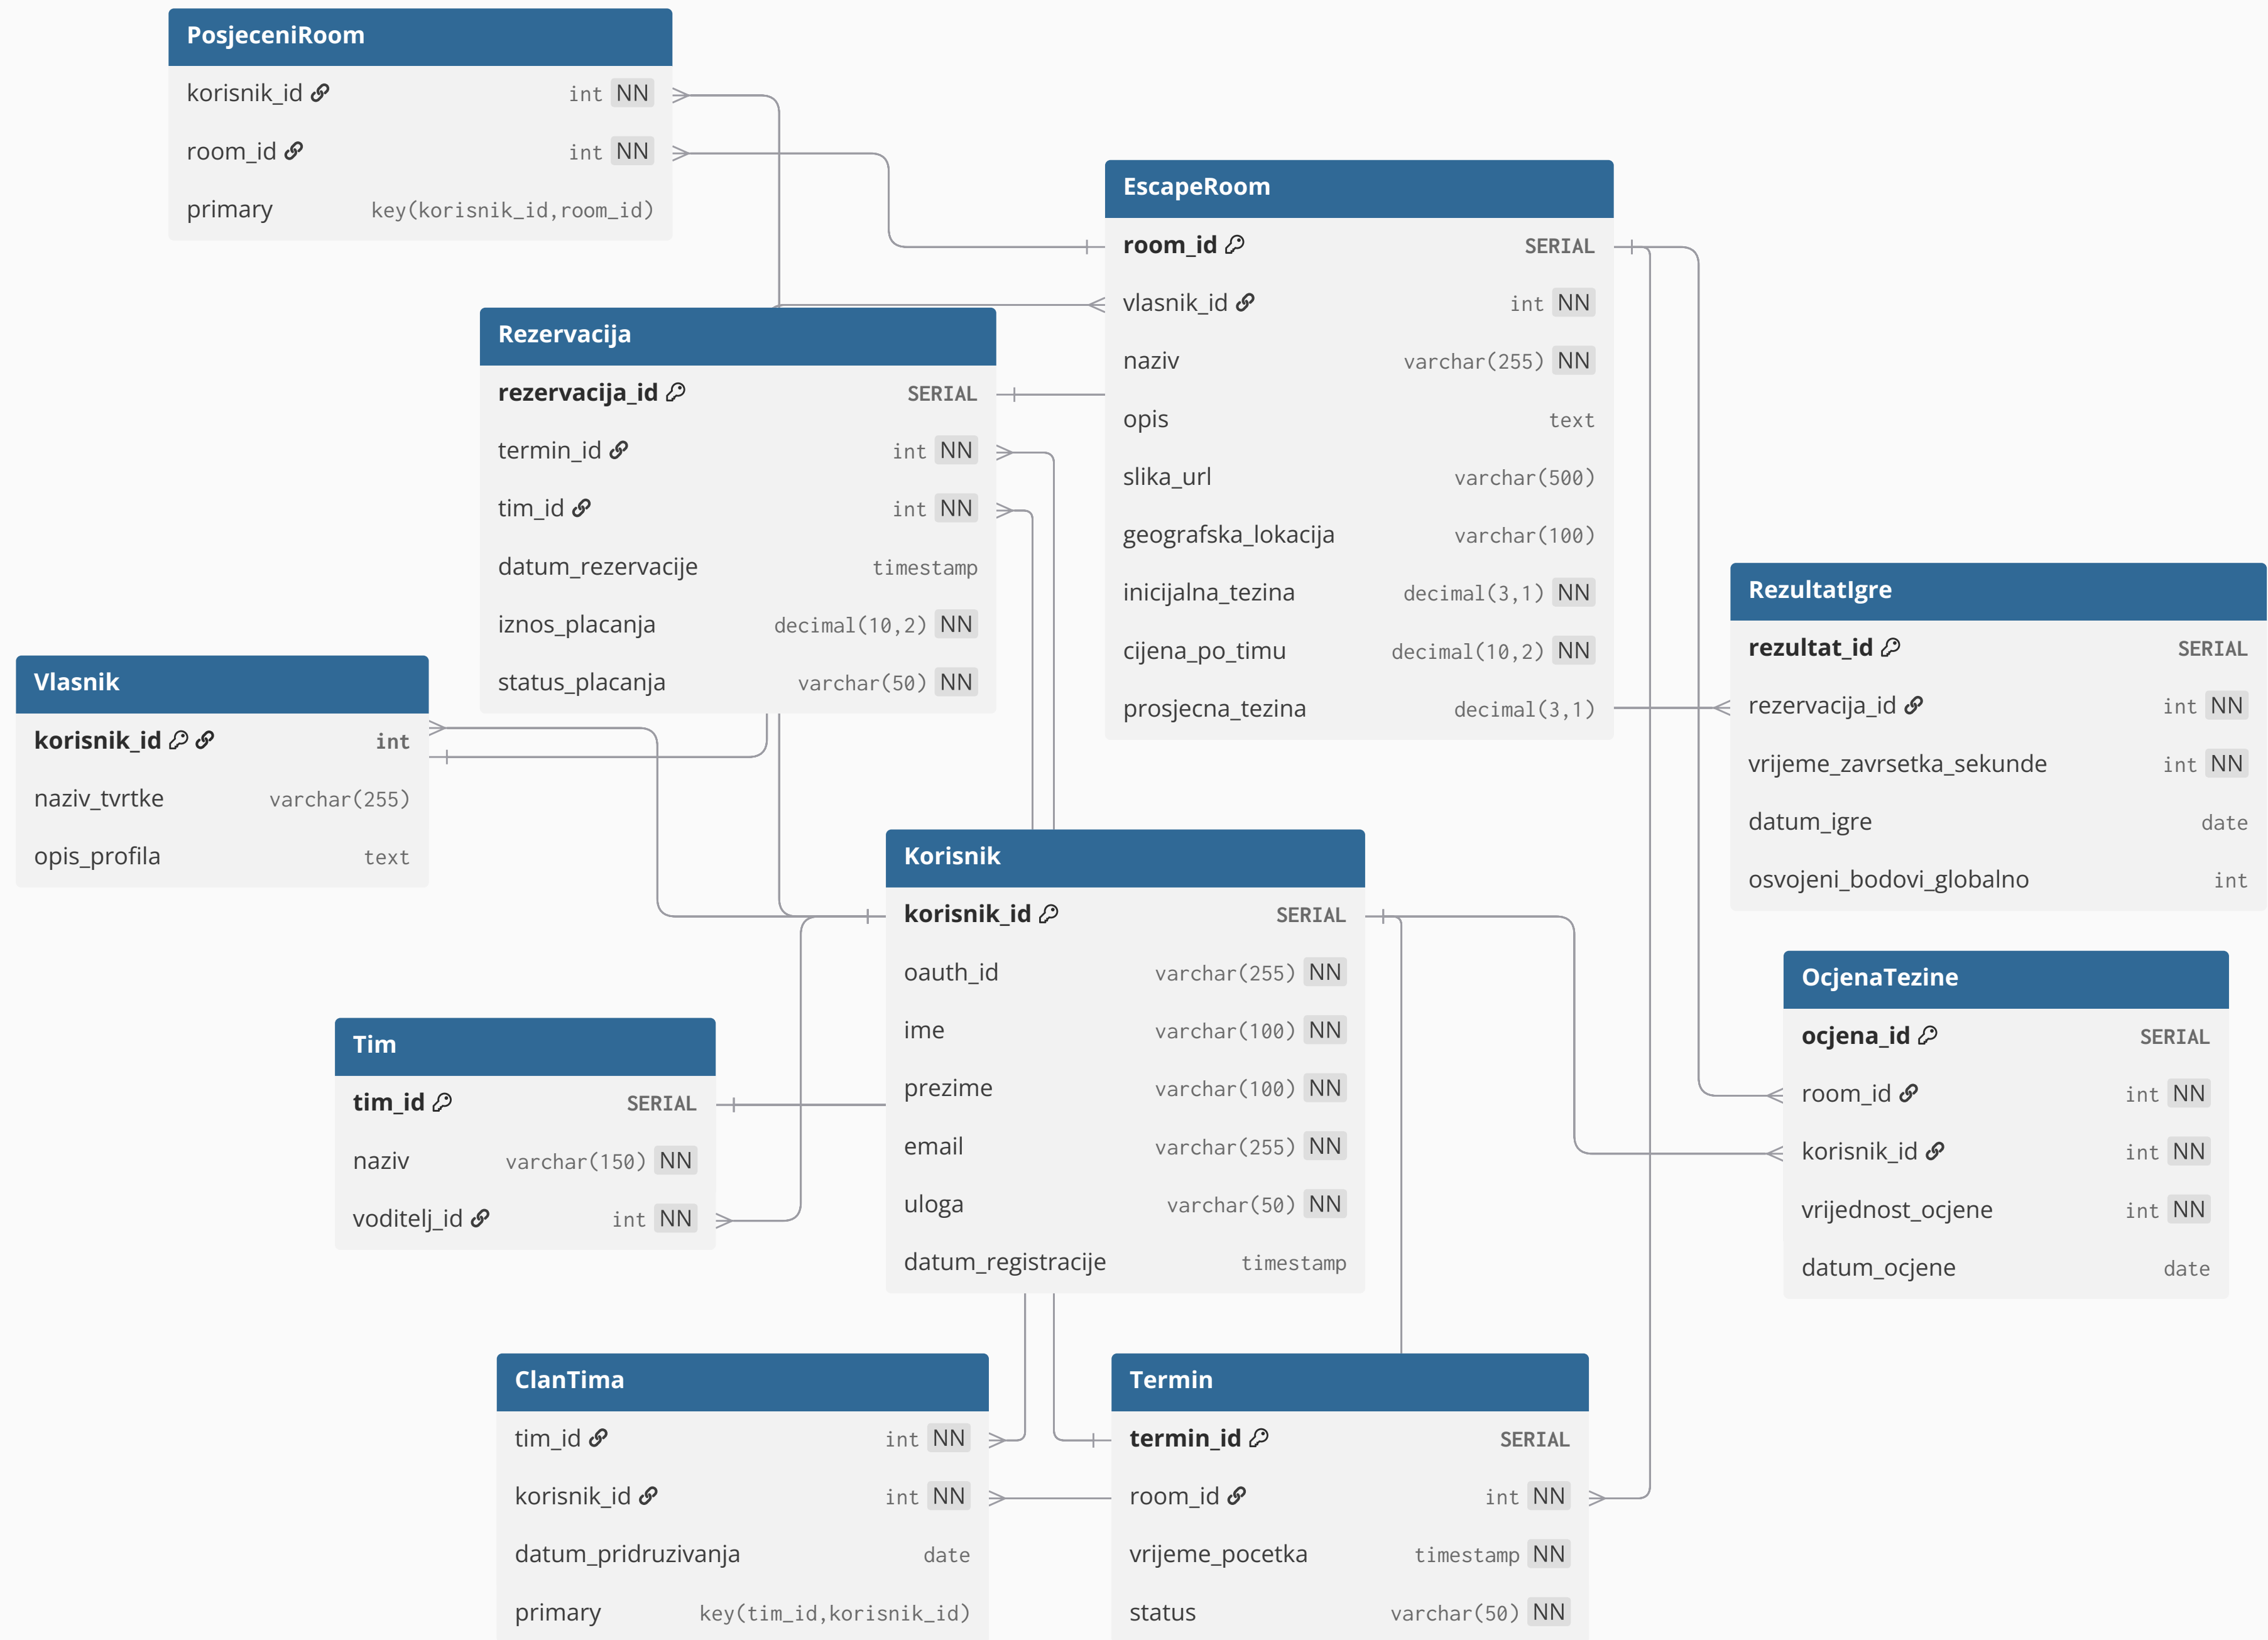 PosjeceniRoom
korisnik_id int NN
room_id int NN
primary key(korisnik_id,room_id)
EscapeRoom
room_id SERIAL
vlasnik_id int NN
naziv varchar(255) NN
opis text
slika_url varchar(500)
geografska_lokacija varchar(100)
inicijalna_tezina decimal(3,1) NN
cijena_po_timu decimal(10,2) NN
prosjecna_tezina decimal(3,1)
Rezervacija
rezervacija_id SERIAL
termin_id int NN
tim_id int NN
datum_rezervacije timestamp
iznos_placanja decimal(10,2) NN
status_placanja varchar(50) NN
RezultatIgre
rezultat_id SERIAL
rezervacija_id int NN
vrijeme_zavrsetka_sekunde int NN
datum_igre date
osvojeni_bodovi_globalno int
Vlasnik
korisnik_id int
naziv_tvrtke varchar(255)
opis_profila text
Korisnik
korisnik_id SERIAL
oauth_id varchar(255) NN
ime varchar(100) NN
prezime varchar(100) NN
email varchar(255) NN
uloga varchar(50) NN
datum_registracije timestamp
OcjenaTezine
ocjena_id SERIAL
room_id int NN
korisnik_id int NN
vrijednost_ocjene int NN
datum_ocjene date
Tim
tim_id SERIAL
naziv varchar(150) NN
voditelj_id int NN
ClanTima
tim_id int NN
korisnik_id int NN
datum_pridruzivanja date
primary key(tim_id,korisnik_id)
Termin
termin_id SERIAL
room_id int NN
vrijeme_pocetka timestamp NN
status varchar(50) NN